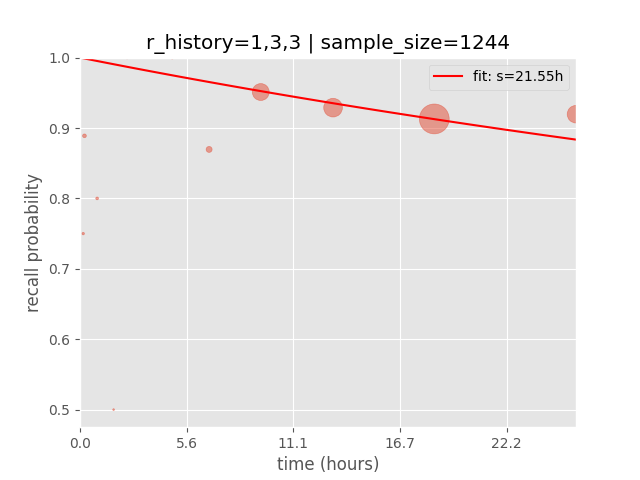 r_history=1,3,3 | sample_size=1244
fit: s=21.55h
recall probability
1.0
0.9
0.8
0.7
0.6
0.5
0.0 5.6 11.1 16.7 22.2
time (hours)